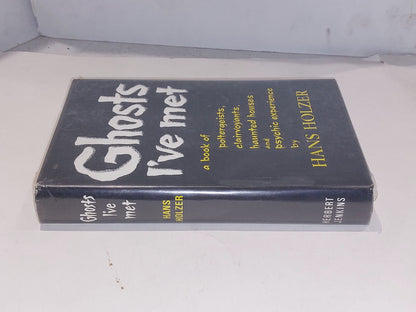 Ghosts
I've met
a book of
poltergeists,
clairvoyants,
haunted houses
and
psychic experience
by
HANS HOLZER
Ghosts
I've
met
HANS
HOLZER
HERBERT
JENKINS